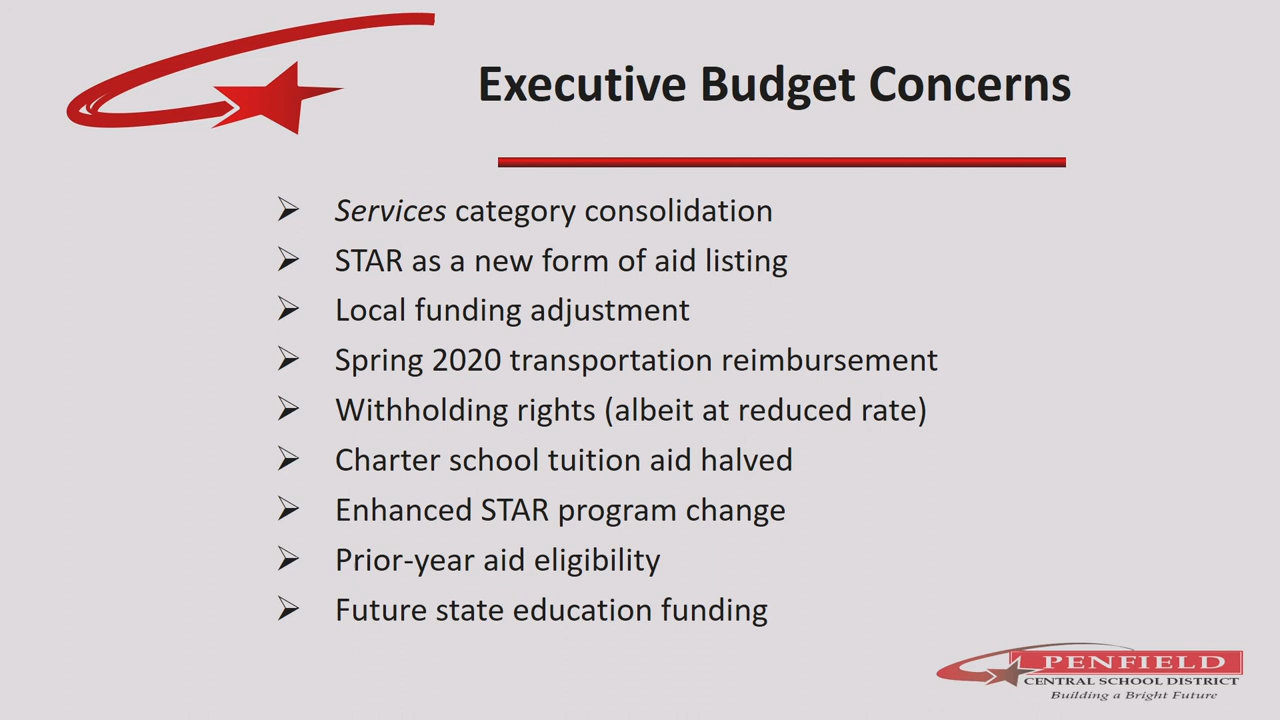 Executive Budget Concerns
Services category consolidation
STAR as a new form of aid listing
Local funding adjustment
Spring 2020 transportation reimbursement
Withholding rights (albeit at reduced rate)
Charter school tuition aid halved
Enhanced STAR program change
Prior-year aid eligibility
Future state education funding
PENFIELD
CENTRAL SCHOOL DISTRICT
Building a Bright Future